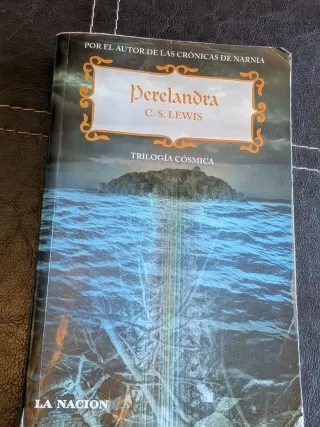 POR EL AUTOR DE LAS CRÓNICAS DE NARNIA
Perelandra
C. S. LEWIS
TRILOGÍA CÓSMICA
LA NACION